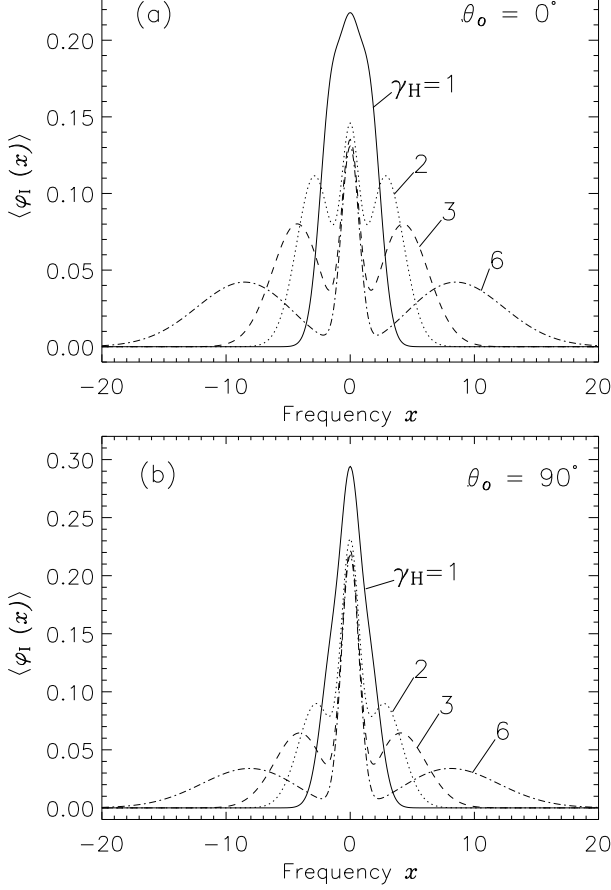 (a)
θo = 0°
0.20
γH=1
0.15
2
⟨φI (x)⟩
0.10
3
6
0.05
0.00
−20 −10 0 10 20
Frequency x
0.30
(b)
θo = 90°
0.25
γH=1
0.20
⟨φI (x)⟩
0.15
2
0.10
3
6
0.05
0.00
−20 −10 0 10 20
Frequency x